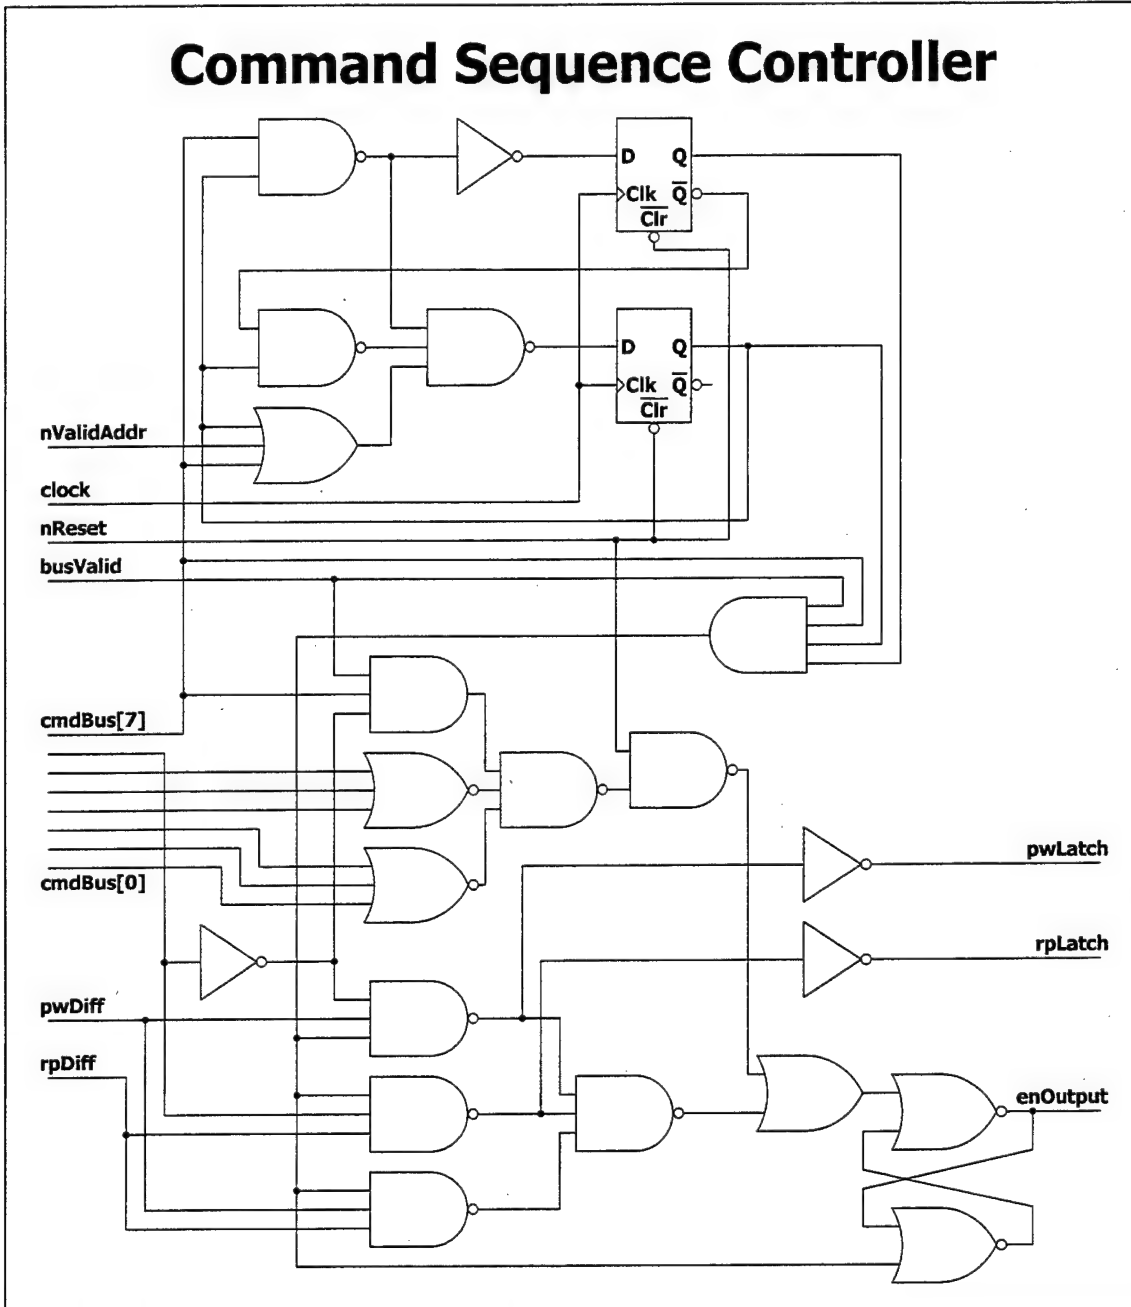 Command Sequence Controller
D Q
Clk Q
Clr
D Q
Clk Q
Clr
nValidAddr
clock
nReset
busValid
cmdBus[7]
cmdBus[0]
pwLatch
rpLatch
pwDiff
rpDiff
enOutput